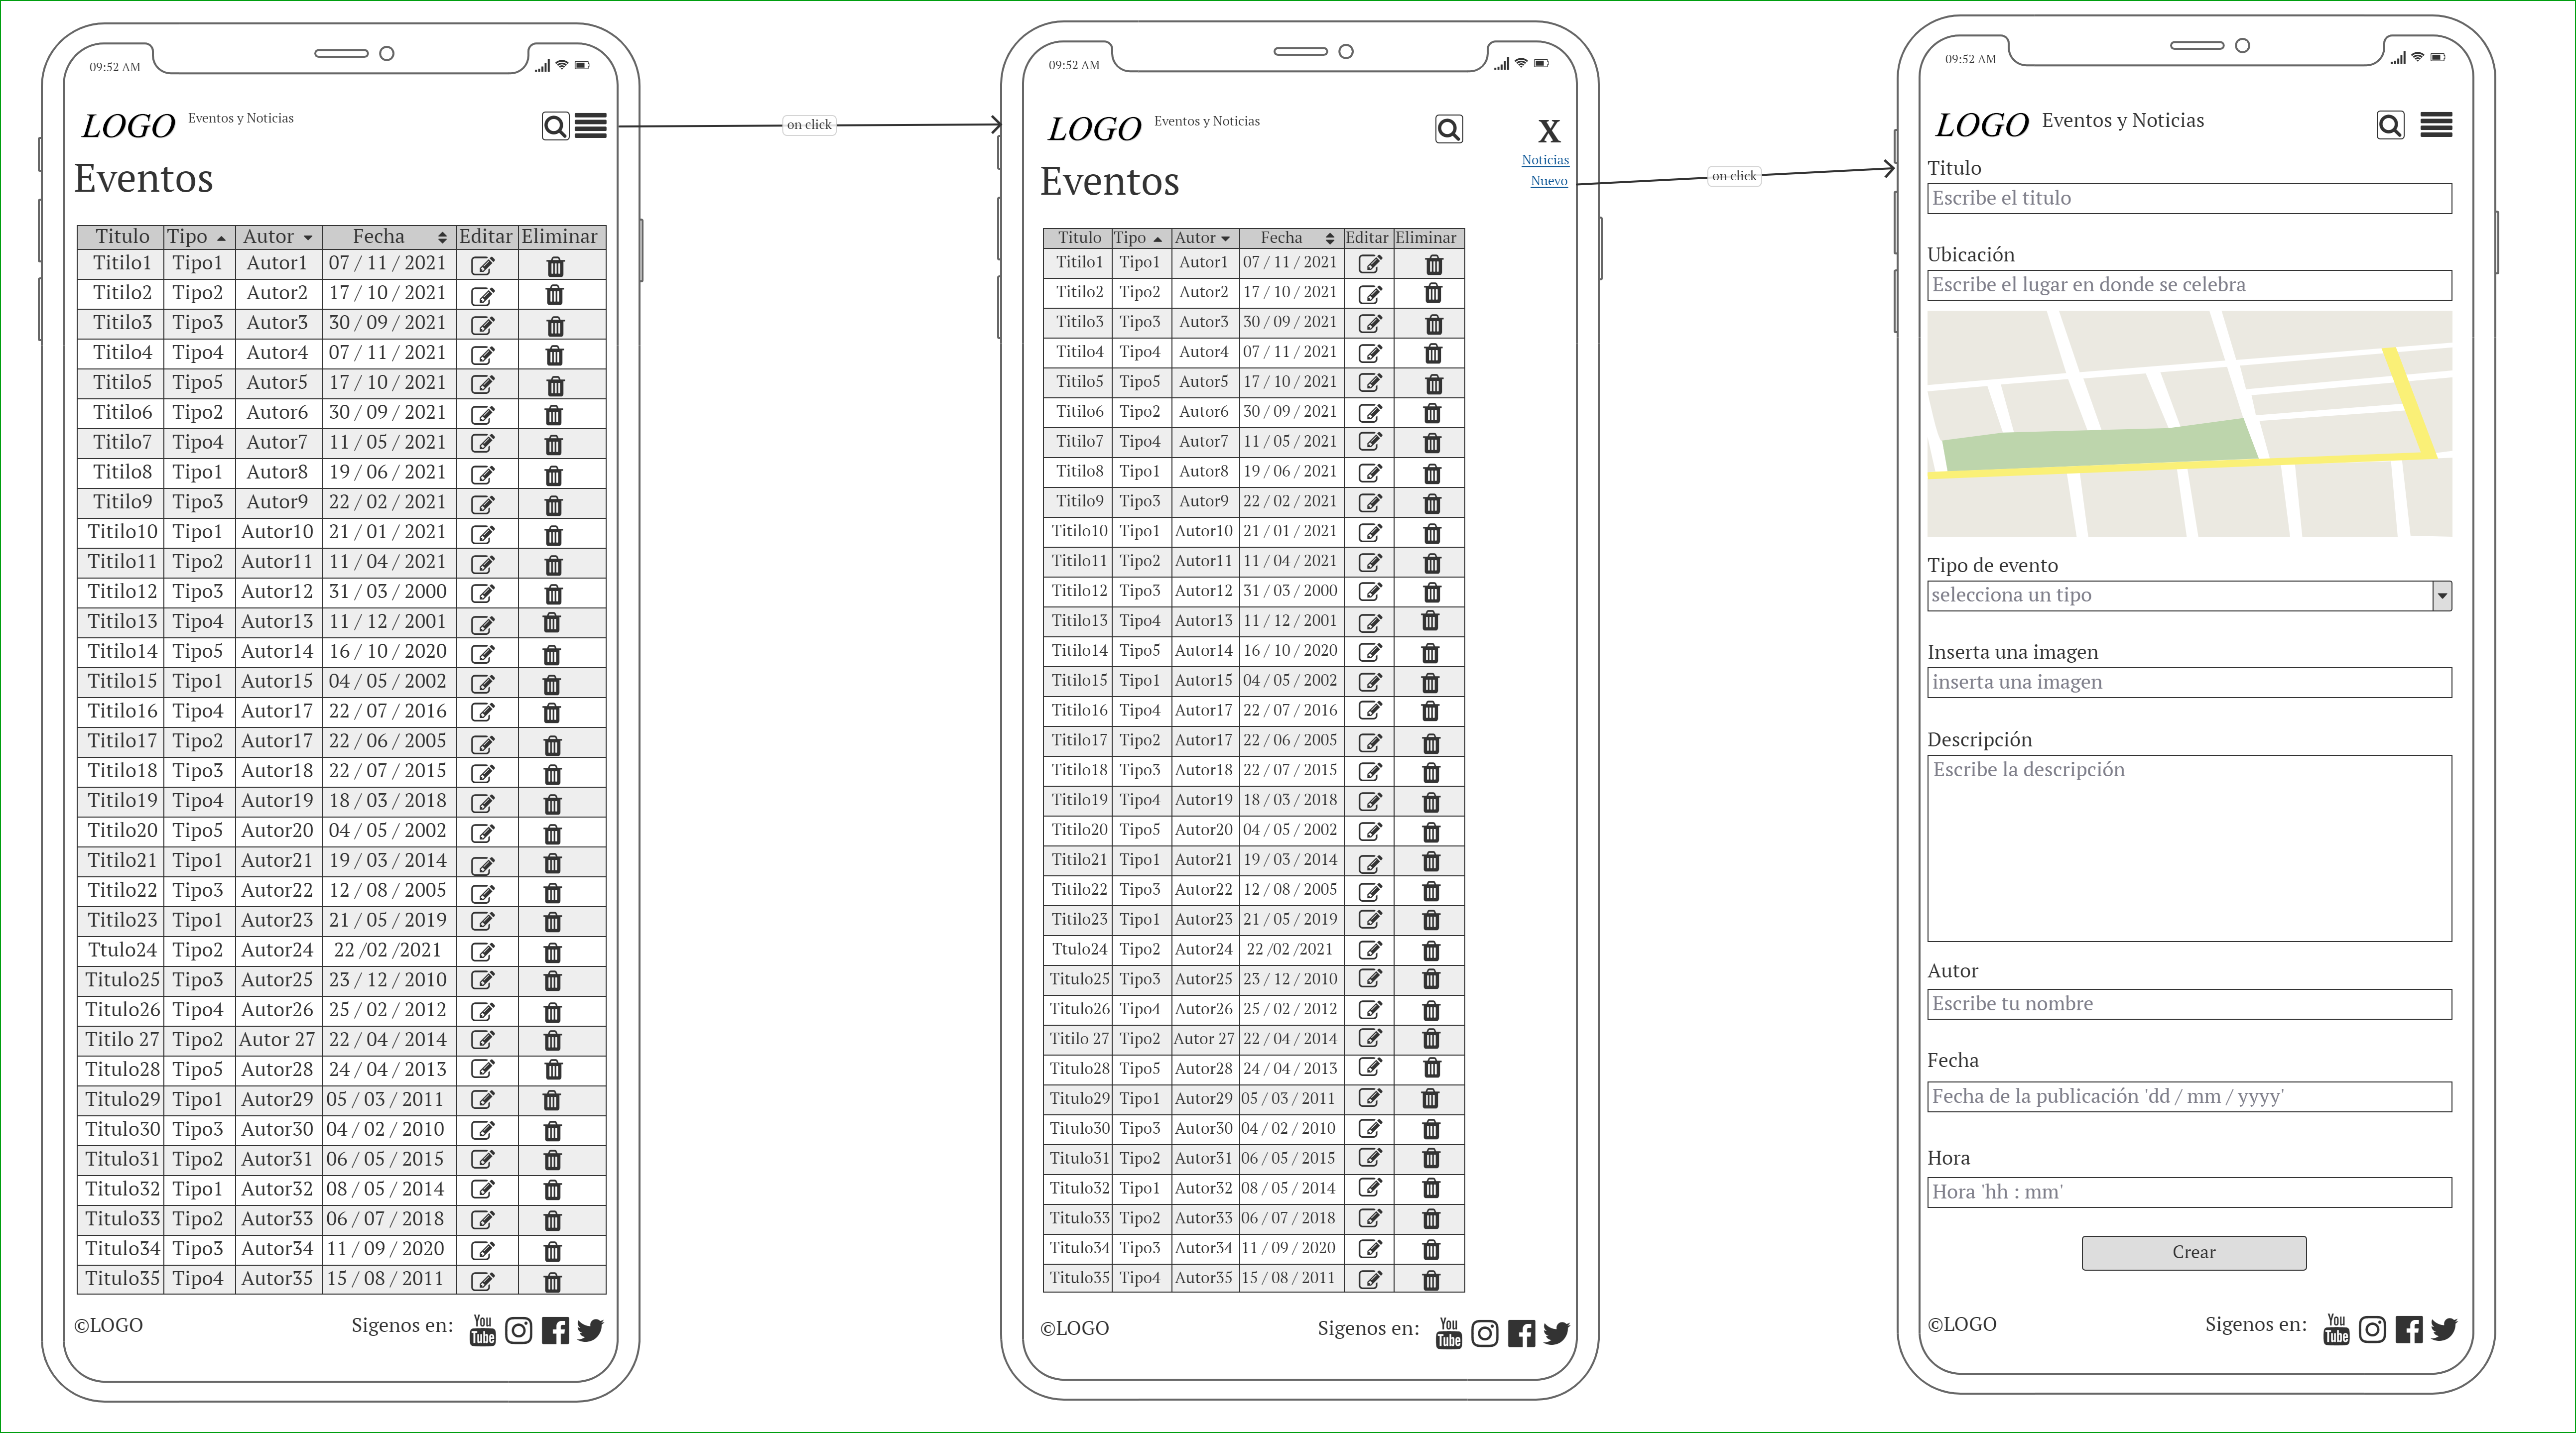 09:52 AM
LOGO Eventos y Noticias
Eventos
Titulo Tipo Autor Fecha Editar Eliminar
Titilo1 Tipo1 Autor1 07 / 11 / 2021
Titilo2 Tipo2 Autor2 17 / 10 / 2021
Titilo3 Tipo3 Autor3 30 / 09 / 2021
Titilo4 Tipo4 Autor4 07 / 11 / 2021
Titilo5 Tipo5 Autor5 17 / 10 / 2021
Titilo6 Tipo2 Autor6 30 / 09 / 2021
Titilo7 Tipo4 Autor7 11 / 05 / 2021
Titilo8 Tipo1 Autor8 19 / 06 / 2021
Titilo9 Tipo3 Autor9 22 / 02 / 2021
Titilo10 Tipo1 Autor10 21 / 01 / 2021
Titilo11 Tipo2 Autor11 11 / 04 / 2021
Titilo12 Tipo3 Autor12 31 / 03 / 2000
Titilo13 Tipo4 Autor13 11 / 12 / 2001
Titilo14 Tipo5 Autor14 16 / 10 / 2020
Titilo15 Tipo1 Autor15 04 / 05 / 2002
Titilo16 Tipo4 Autor17 22 / 07 / 2016
Titilo17 Tipo2 Autor17 22 / 06 / 2005
Titilo18 Tipo3 Autor18 22 / 07 / 2015
Titilo19 Tipo4 Autor19 18 / 03 / 2018
Titilo20 Tipo5 Autor20 04 / 05 / 2002
Titilo21 Tipo1 Autor21 19 / 03 / 2014
Titilo22 Tipo3 Autor22 12 / 08 / 2005
Titilo23 Tipo1 Autor23 21 / 05 / 2019
Ttulo24 Tipo2 Autor24 22 /02 /2021
Titulo25 Tipo3 Autor25 23 / 12 / 2010
Titulo26 Tipo4 Autor26 25 / 02 / 2012
Titilo 27 Tipo2 Autor 27 22 / 04 / 2014
Titulo28 Tipo5 Autor28 24 / 04 / 2013
Titulo29 Tipo1 Autor29 05 / 03 / 2011
Titulo30 Tipo3 Autor30 04 / 02 / 2010
Titulo31 Tipo2 Autor31 06 / 05 / 2015
Titulo32 Tipo1 Autor32 08 / 05 / 2014
Titulo33 Tipo2 Autor33 06 / 07 / 2018
Titulo34 Tipo3 Autor34 11 / 09 / 2020
Titulo35 Tipo4 Autor35 15 / 08 / 2011
©LOGO Sigenos en: You Tube
on click
09:52 AM
LOGO Eventos y Noticias X
Noticias
Nuevo
Eventos
Titulo Tipo Autor Fecha Editar Eliminar
Titilo1 Tipo1 Autor1 07 / 11 / 2021
Titilo2 Tipo2 Autor2 17 / 10 / 2021
Titilo3 Tipo3 Autor3 30 / 09 / 2021
Titilo4 Tipo4 Autor4 07 / 11 / 2021
Titilo5 Tipo5 Autor5 17 / 10 / 2021
Titilo6 Tipo2 Autor6 30 / 09 / 2021
Titilo7 Tipo4 Autor7 11 / 05 / 2021
Titilo8 Tipo1 Autor8 19 / 06 / 2021
Titilo9 Tipo3 Autor9 22 / 02 / 2021
Titilo10 Tipo1 Autor10 21 / 01 / 2021
Titilo11 Tipo2 Autor11 11 / 04 / 2021
Titilo12 Tipo3 Autor12 31 / 03 / 2000
Titilo13 Tipo4 Autor13 11 / 12 / 2001
Titilo14 Tipo5 Autor14 16 / 10 / 2020
Titilo15 Tipo1 Autor15 04 / 05 / 2002
Titilo16 Tipo4 Autor17 22 / 07 / 2016
Titilo17 Tipo2 Autor17 22 / 06 / 2005
Titilo18 Tipo3 Autor18 22 / 07 / 2015
Titilo19 Tipo4 Autor19 18 / 03 / 2018
Titilo20 Tipo5 Autor20 04 / 05 / 2002
Titilo21 Tipo1 Autor21 19 / 03 / 2014
Titilo22 Tipo3 Autor22 12 / 08 / 2005
Titilo23 Tipo1 Autor23 21 / 05 / 2019
Ttulo24 Tipo2 Autor24 22 /02 /2021
Titulo25 Tipo3 Autor25 23 / 12 / 2010
Titulo26 Tipo4 Autor26 25 / 02 / 2012
Titilo 27 Tipo2 Autor 27 22 / 04 / 2014
Titulo28 Tipo5 Autor28 24 / 04 / 2013
Titulo29 Tipo1 Autor29 05 / 03 / 2011
Titulo30 Tipo3 Autor30 04 / 02 / 2010
Titulo31 Tipo2 Autor31 06 / 05 / 2015
Titulo32 Tipo1 Autor32 08 / 05 / 2014
Titulo33 Tipo2 Autor33 06 / 07 / 2018
Titulo34 Tipo3 Autor34 11 / 09 / 2020
Titulo35 Tipo4 Autor35 15 / 08 / 2011
©LOGO Sigenos en: You Tube
on click
09:52 AM
LOGO Eventos y Noticias
Titulo
Escribe el titulo
Ubicación
Escribe el lugar en donde se celebra
Tipo de evento
selecciona un tipo
Inserta una imagen
inserta una imagen
Descripción
Escribe la descripción
Autor
Escribe tu nombre
Fecha
Fecha de la publicación 'dd / mm / yyyy'
Hora
Hora 'hh : mm'
Crear
©LOGO Sigenos en: You Tube